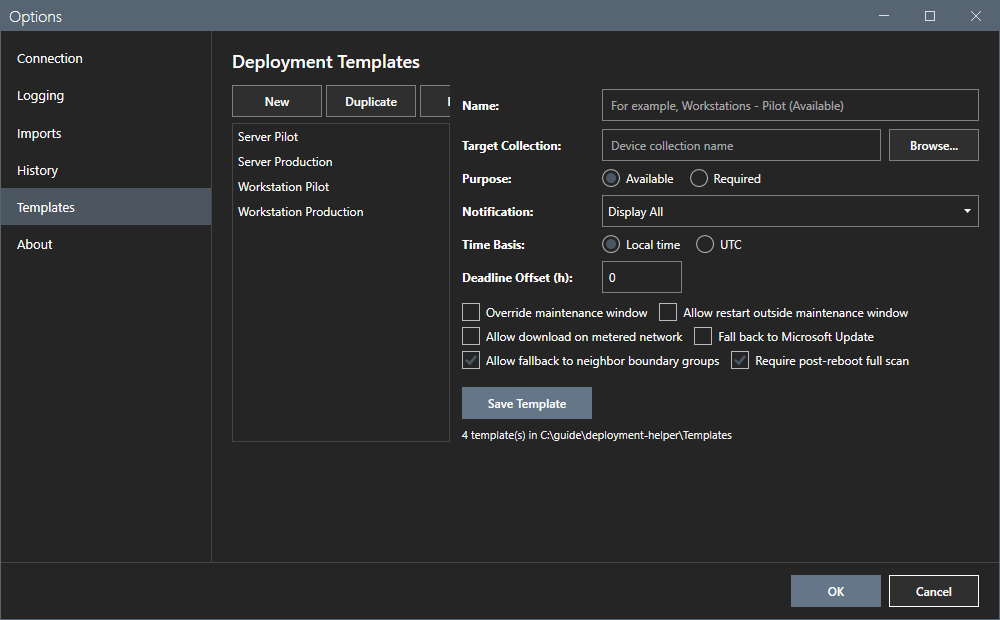 Options
Connection
Logging
Imports
History
Templates
About
Deployment Templates
New
Duplicate
Server Pilot
Server Production
Workstation Pilot
Workstation Production
Name:
For example, Workstations - Pilot (Available)
Target Collection:
Device collection name
Browse...
Purpose:
Available
Required
Notification:
Display All
Time Basis:
Local time
UTC
Deadline Offset (h):
0
Override maintenance window
Allow restart outside maintenance window
Allow download on metered network
Fall back to Microsoft Update
Allow fallback to neighbor boundary groups
Require post-reboot full scan
Save Template
4 template(s) in C:\guide\deployment-helper\Templates
OK
Cancel